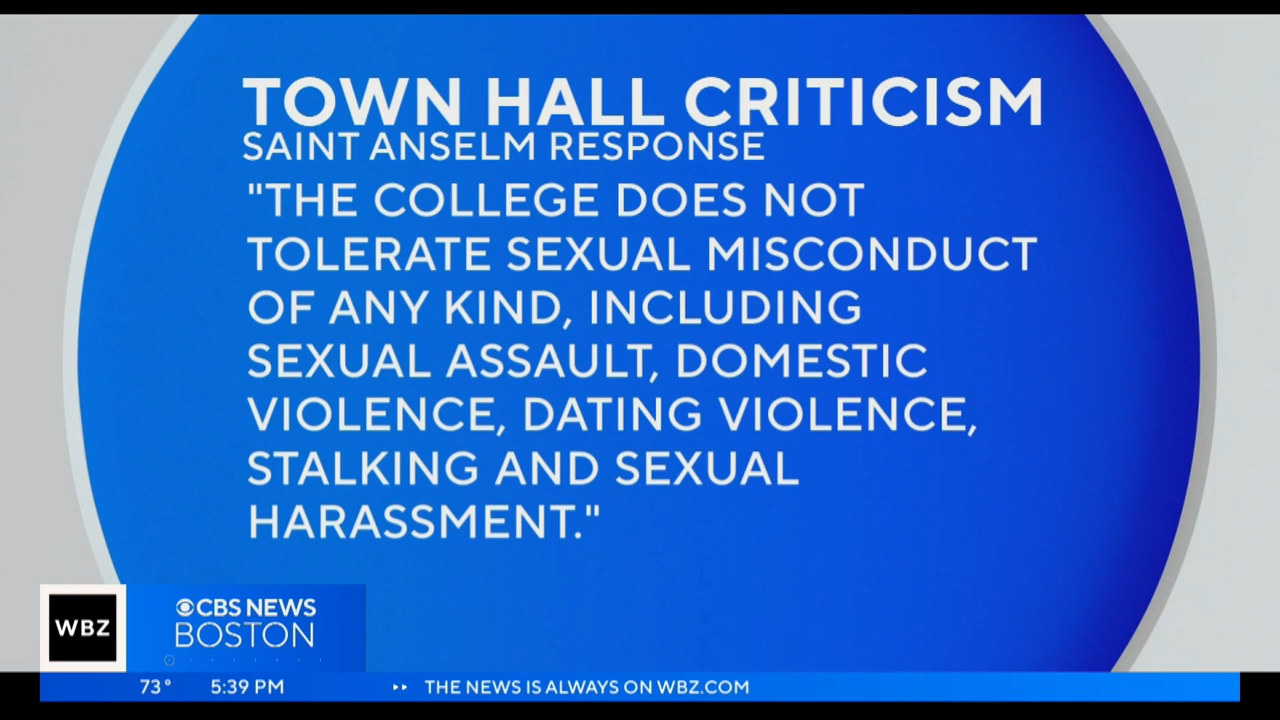 TOWN HALL CRITICISM
SAINT ANSELM RESPONSE
"THE COLLEGE DOES NOT
TOLERATE SEXUAL MISCONDUCT
OF ANY KIND, INCLUDING
SEXUAL ASSAULT, DOMESTIC
VIOLENCE, DATING VIOLENCE,
STALKING AND SEXUAL
HARASSMENT."
WBZ
CBS NEWS
BOSTON
73° 5:39 PM THE NEWS IS ALWAYS ON WBZ.COM